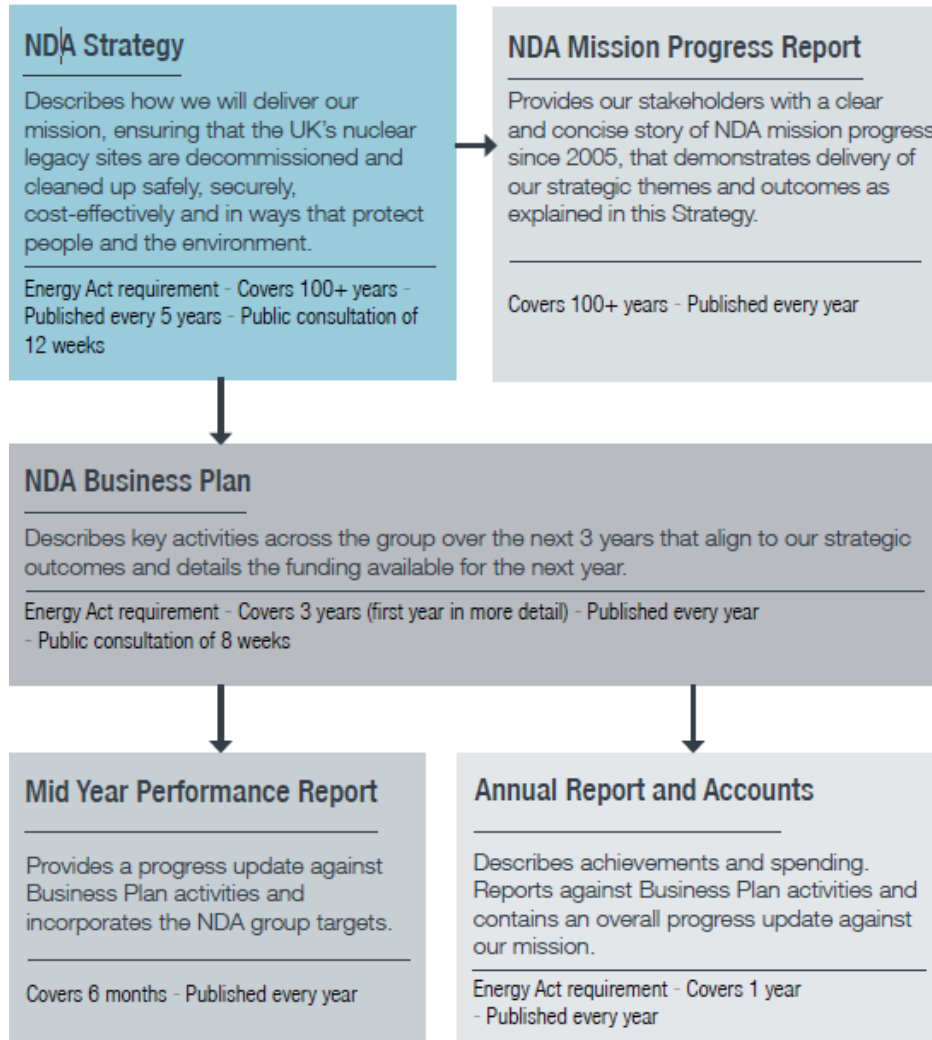 NDA Strategy
Describes how we will deliver our
mission, ensuring that the UK's nuclear
legacy sites are decommissioned and
cleaned up safely, securely,
cost-effectively and in ways that protect
people and the environment.
Energy Act requirement - Covers 100+ years -
Published every 5 years - Public consultation of
12 weeks
NDA Mission Progress Report
Provides our stakeholders with a clear
and concise story of NDA mission progress
since 2005, that demonstrates delivery of
our strategic themes and outcomes as
explained in this Strategy.
Covers 100+ years - Published every year
NDA Business Plan
Describes key activities across the group over the next 3 years that align to our strategic
outcomes and details the funding available for the next year.
Energy Act requirement - Covers 3 years (first year in more detail) - Published every year
- Public consultation of 8 weeks
Mid Year Performance Report
Provides a progress update against
Business Plan activities and
incorporates the NDA group targets.
Covers 6 months - Published every year
Annual Report and Accounts
Describes achievements and spending.
Reports against Business Plan activities and
contains an overall progress update against
our mission.
Energy Act requirement - Covers 1 year
- Published every year